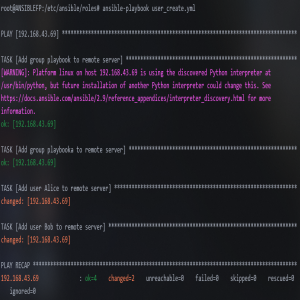 root@ANSIBLEFP:/etc/ansible/roles# ansible-playbook user_create.yml
PLAY [192.168.43.69] ****************************************************************************
TASK [Add group playbook to remote server] ******************************************************
[WARNING]: Platform linux on host 192.168.43.69 is using the discovered Python interpreter at
/usr/bin/python, but future installation of another Python interpreter could change this. See
https://docs.ansible.com/ansible/2.9/reference_appendices/interpreter_discovery.html for more
information.
ok: [192.168.43.69]
TASK [Add group playbooka to remote server] *****************************************************
ok: [192.168.43.69]
TASK [Add user Alice to remote server] **********************************************************
changed: [192.168.43.69]
TASK [Add user Bob to remote server] ************************************************************
changed: [192.168.43.69]
PLAY RECAP **************************************************************************************
192.168.43.69 : ok=4 changed=2 unreachable=0 failed=0 skipped=0 rescued=0
ignored=0